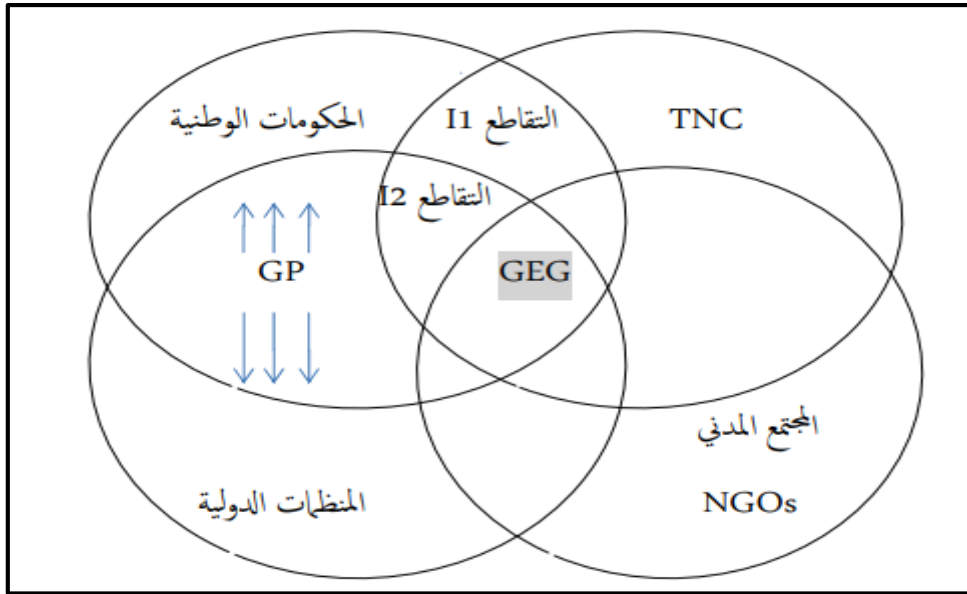 الحكومات الوطنية
التقاطع I1
TNC
التقاطع I2
GP
GEG
المجتمع المدني
المنظمات الدولية
NGOs